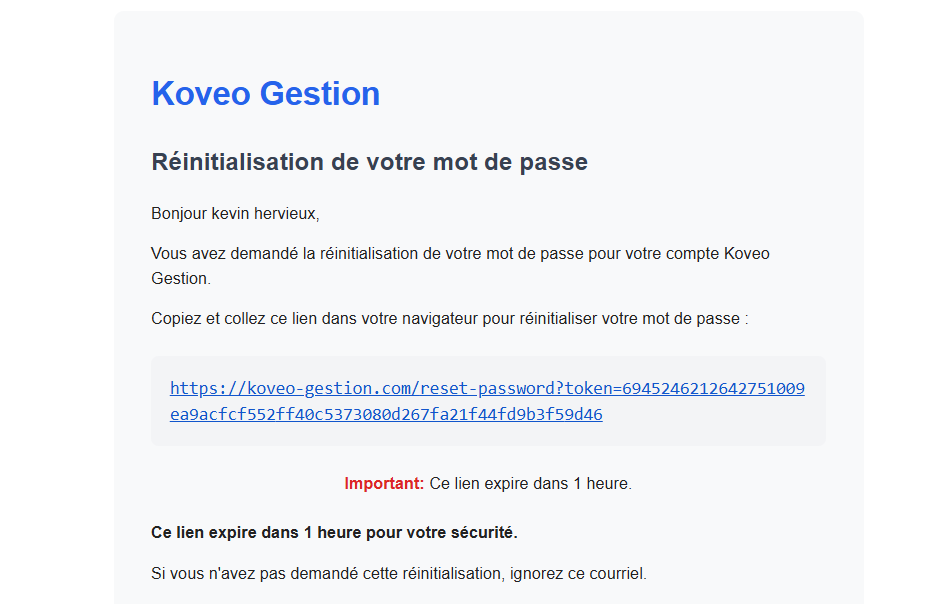 Koveo Gestion
Réinitialisation de votre mot de passe
Bonjour kevin hervieux,
Vous avez demandé la réinitialisation de votre mot de passe pour votre compte Koveo
Gestion.
Copiez et collez ce lien dans votre navigateur pour réinitialiser votre mot de passe :
https://koveo-gestion.com/reset-password?token=6945246212642751009
ea9acfcf552ff40c5373080d267fa21f44fd9b3f59d46
Important: Ce lien expire dans 1 heure.
Ce lien expire dans 1 heure pour votre sécurité.
Si vous n'avez pas demandé cette réinitialisation, ignorez ce courriel.